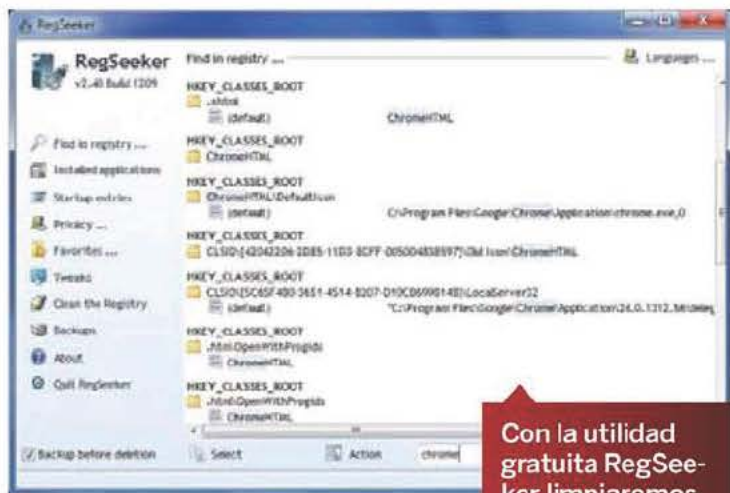 RegSeeker
RegSeeker
v2.40 Build 1209
Find in registry ...
Languages ...
Find in registry ...
Installed applications
Startup entries
Privacy ...
Favorites ...
Tweaks
Clean the Registry
Backups
About
Quit RegSeeker
HKEY_CLASSES_ROOT
.shtml
(default) ChromeHTML
HKEY_CLASSES_ROOT
ChromeHTML
HKEY_CLASSES_ROOT
ChromeHTML\DefaultIcon
(default) C:\Program Files\Google\Chrome\Application\chrome.exe,0
HKEY_CLASSES_ROOT
HKEY_CLASSES_ROOT
(default)
HKEY_CLASSES_ROOT
.html\OpenWithProgids
ChromeHTML
HKEY_CLASSES_ROOT
ChromeHTML
Backup before deletion
Select
Action
chrome
Con la utilidad
gratuita RegSee-
ker limpiaremos